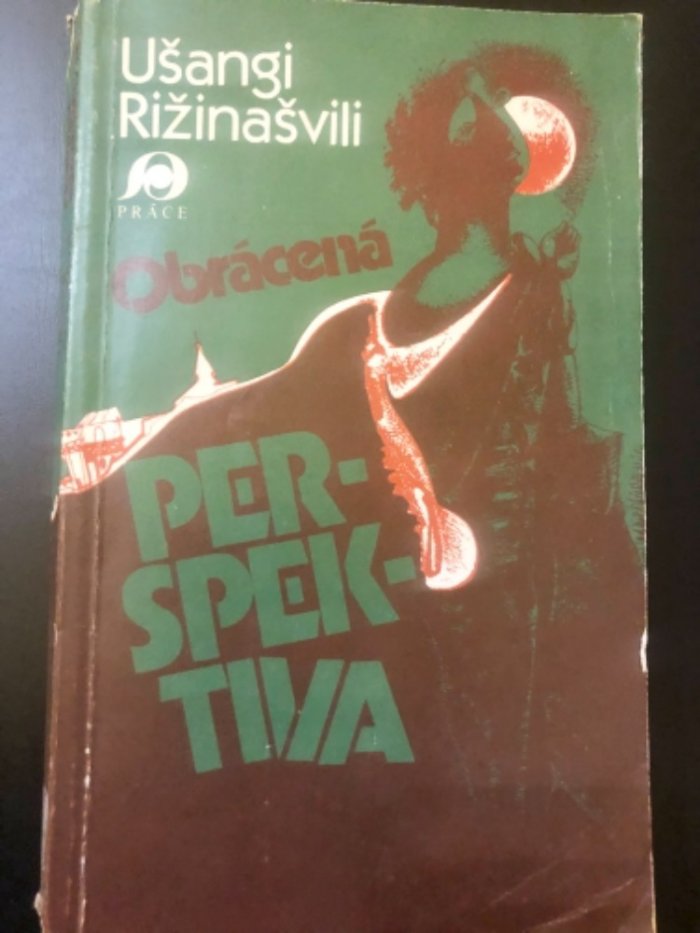 Ušangi
Rižinašvili
PRÁCE
Obrácená
PER-
SPEK-
TIVA